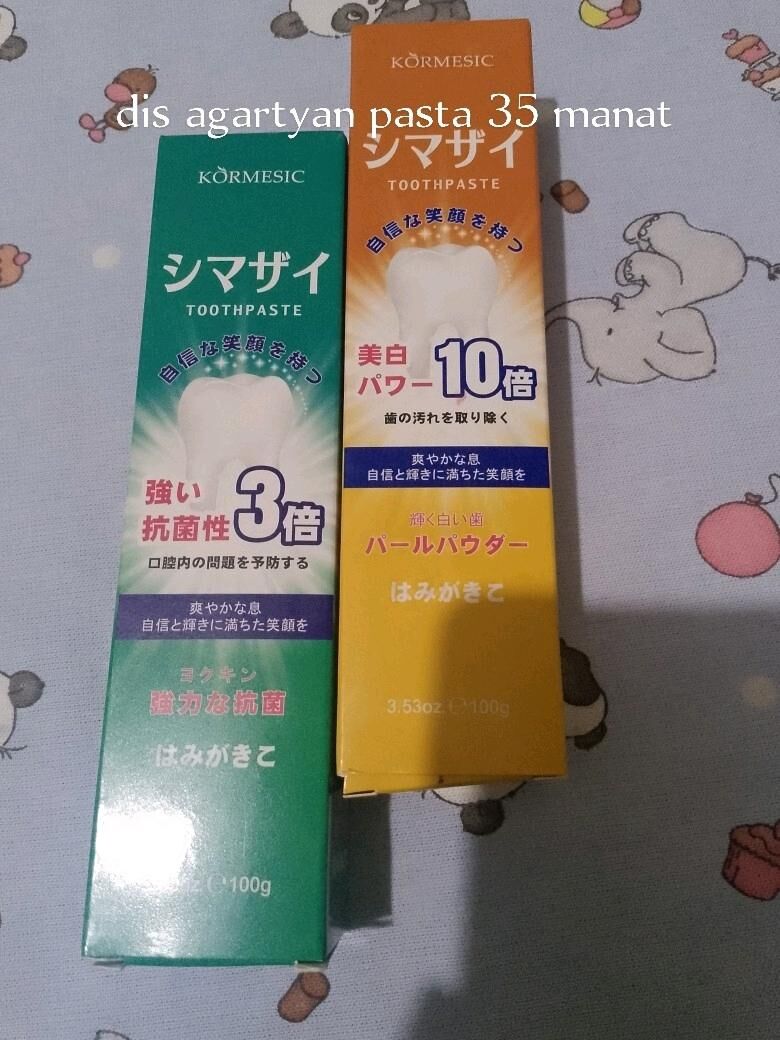 dis agartyan pasta 35 manat
KORMESIC
シマザイ
TOOTHPASTE
自信な笑顔を持つ
強い
抗菌性 3倍
口腔内の問題を予防する
爽やかな息
自信と輝きに満ちた笑顔を
ヨクキン
強力な抗菌
はみがきこ
100g
KORMESIC
シマザイ
TOOTHPASTE
自信な笑顔を持つ
美白
パワー 10倍
歯の汚れを取り除く
爽やかな息
自信と輝きに満ちた笑顔を
輝く白い歯
パールパウダー
はみがきこ
3.53oz. ℮100g